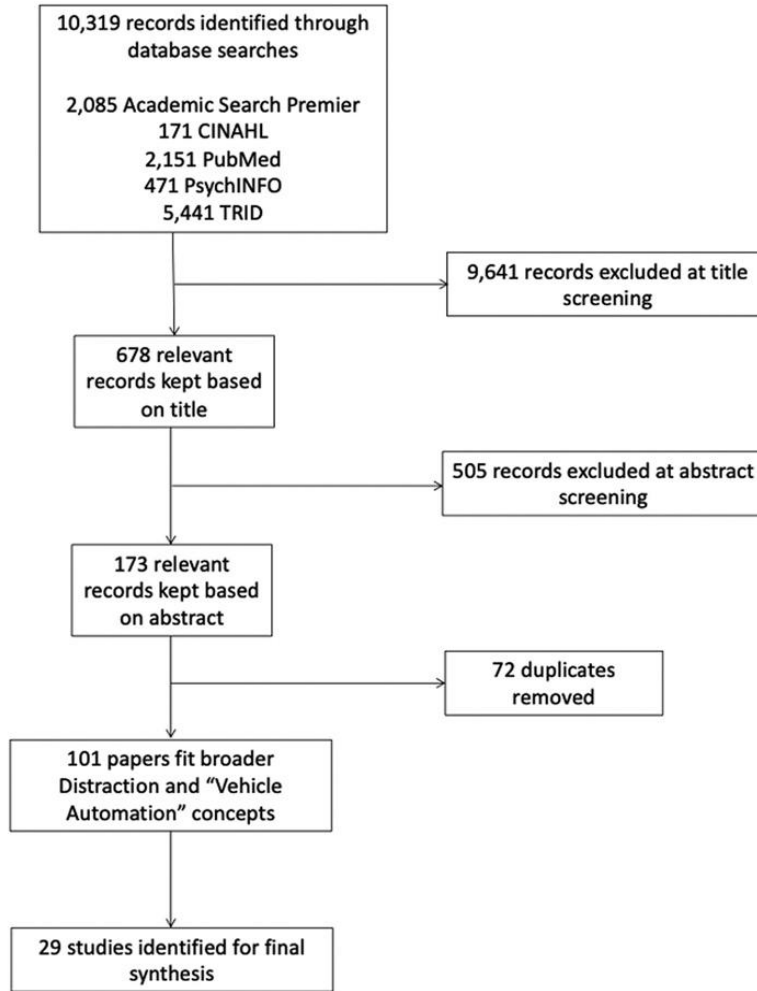 10,319 records identified through
database searches
2,085 Academic Search Premier
171 CINAHL
2,151 PubMed
471 PsychINFO
5,441 TRID
9,641 records excluded at title
screening
678 relevant
records kept based
on title
505 records excluded at abstract
screening
173 relevant
records kept based
on abstract
72 duplicates
removed
101 papers fit broader
Distraction and “Vehicle
Automation” concepts
29 studies identified for final
synthesis